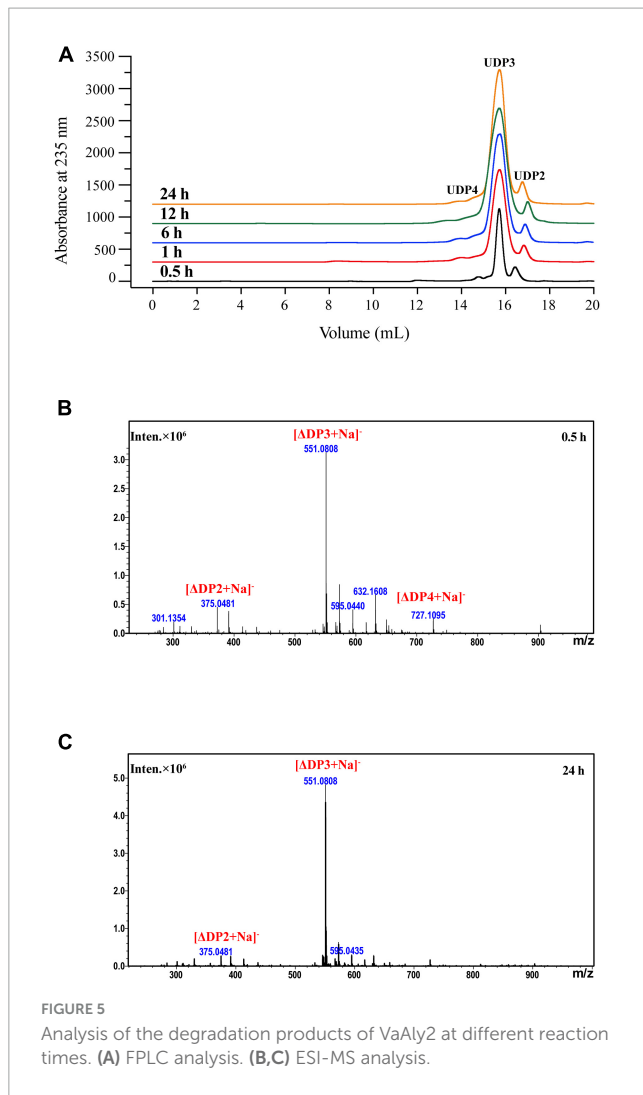 A
UDP3
3500
3000
2500
2000
1500
1000
500
0
Absorbance at 235 nm
UDP4
UDP2
24 h
12 h
6 h
1 h
0.5 h
0 2 4 6 8 10 12 14 16 18 20
Volume (mL)
B
Inten.×10⁶
[ΔDP3+Na]⁻
551.0808
0.5 h
3.0
2.5
2.0
1.5
1.0
0.5
0.0
[ΔDP2+Na]⁻
375.0481
301.1354
595.0440
632.1608
[ΔDP4+Na]⁻
727.1095
300 400 500 600 700 800 900 m/z
C
Inten.×10⁶
[ΔDP3+Na]⁻
551.0808
24 h
5.0
4.0
3.0
2.0
1.0
0.0
[ΔDP2+Na]⁻
375.0481
595.0435
300 400 500 600 700 800 900 m/z
FIGURE 5
Analysis of the degradation products of VaAly2 at different reaction
times. (A) FPLC analysis. (B,C) ESI-MS analysis.